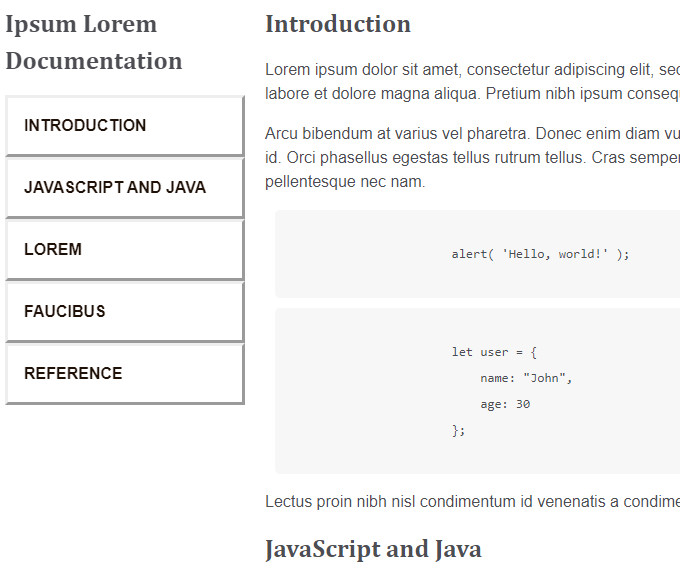 Ipsum Lorem
Documentation
INTRODUCTION
JAVASCRIPT AND JAVA
LOREM
FAUCIBUS
REFERENCE
Introduction
Lorem ipsum dolor sit amet, consectetur adipiscing elit, sed
labore et dolore magna aliqua. Pretium nibh ipsum consequ
Arcu bibendum at varius vel pharetra. Donec enim diam vu
id. Orci phasellus egestas tellus rutrum tellus. Cras semper
pellentesque nec nam.
alert( 'Hello, world!' );
let user = {
name: "John",
age: 30
};
Lectus proin nibh nisl condimentum id venenatis a condime
JavaScript and Java